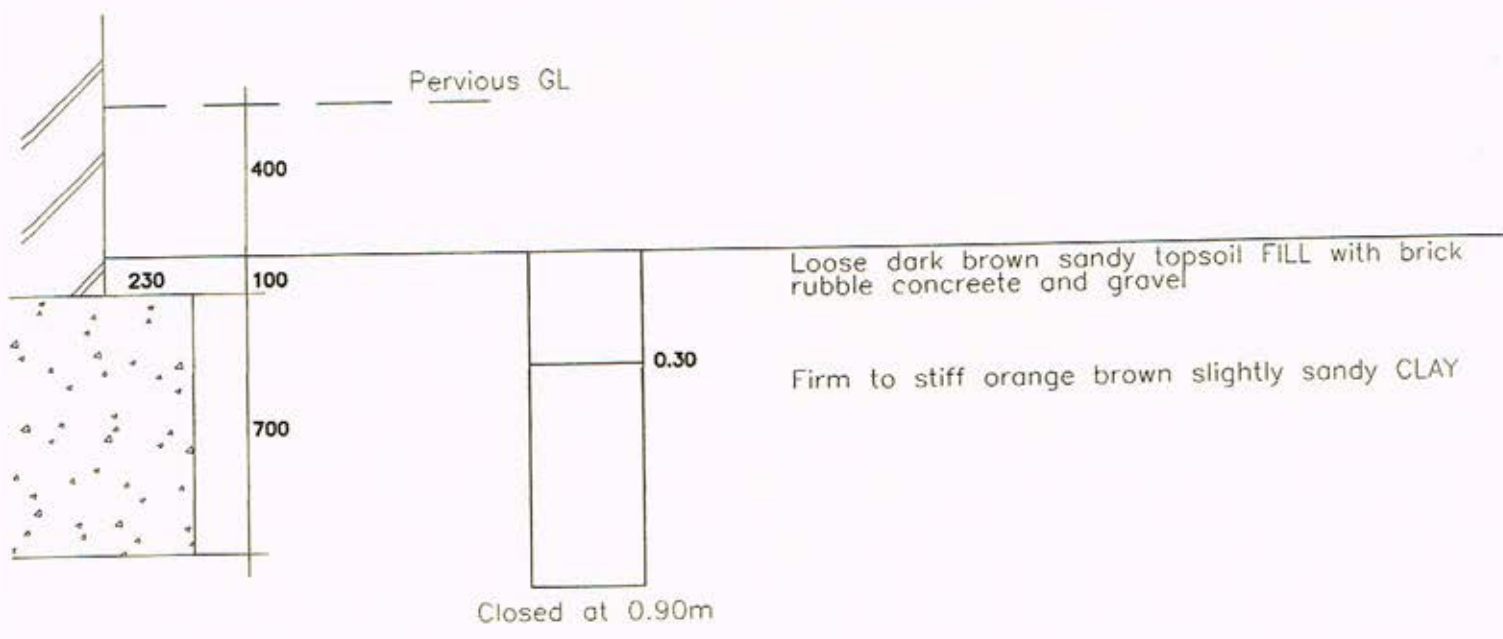 Pervious GL
400
230
100
Loose dark brown sandy topsoil FILL with brick
rubble concreete and gravel
0.30
Firm to stiff orange brown slightly sandy CLAY
700
Closed at 0.90m